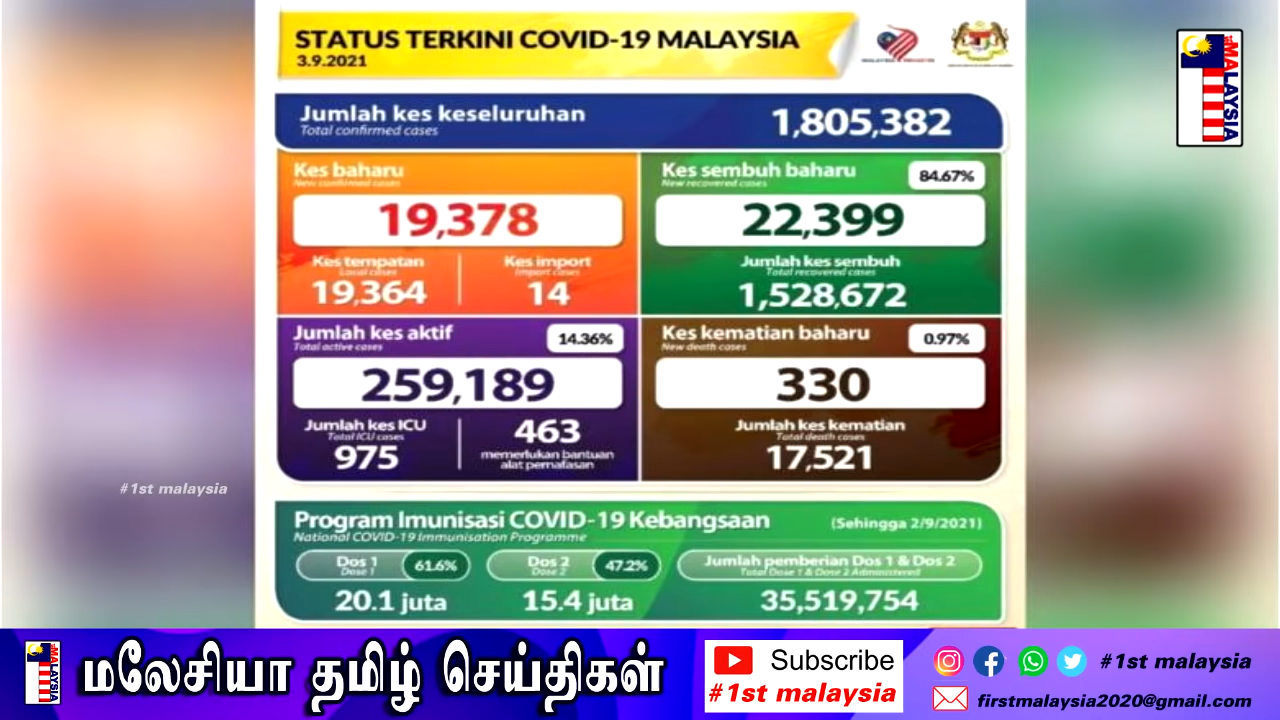 STATUS TERKINI COVID-19 MALAYSIA
3.9.2021
MALAYSIA
Jumlah kes keseluruhan
Total confirmed cases
1,805,382
Kes baharu
New confirmed cases
19,378
Kes tempatan
Local cases
19,364
Kes import
Import cases
14
Kes sembuh baharu
New recovered cases
84.67%
22,399
Jumlah kes sembuh
Total recovered cases
1,528,672
Jumlah kes aktif
Total active cases
14.36%
259,189
Jumlah kes ICU
Total ICU cases
975
463
memerlukan bantuan
alat pernafasan
Kes kematian baharu
New death cases
0.97%
330
Jumlah kes kematian
Total death cases
17,521
#1st malaysia
Program Imunisasi COVID-19 Kebangsaan
National COVID-19 Immunisation Programme
(Sehingga 2/9/2021)
Dos 1
Dose 1
61.6%
20.1 juta
Dos 2
Dose 2
47.2%
15.4 juta
Jumlah pemberian Dos 1 & Dos 2
Total Dose 1 & Dose 2 Administered
35,519,754
மலேசியா தமிழ் செய்திகள்
Subscribe
#1st malaysia
#1st malaysia
firstmalaysia2020@gmail.com